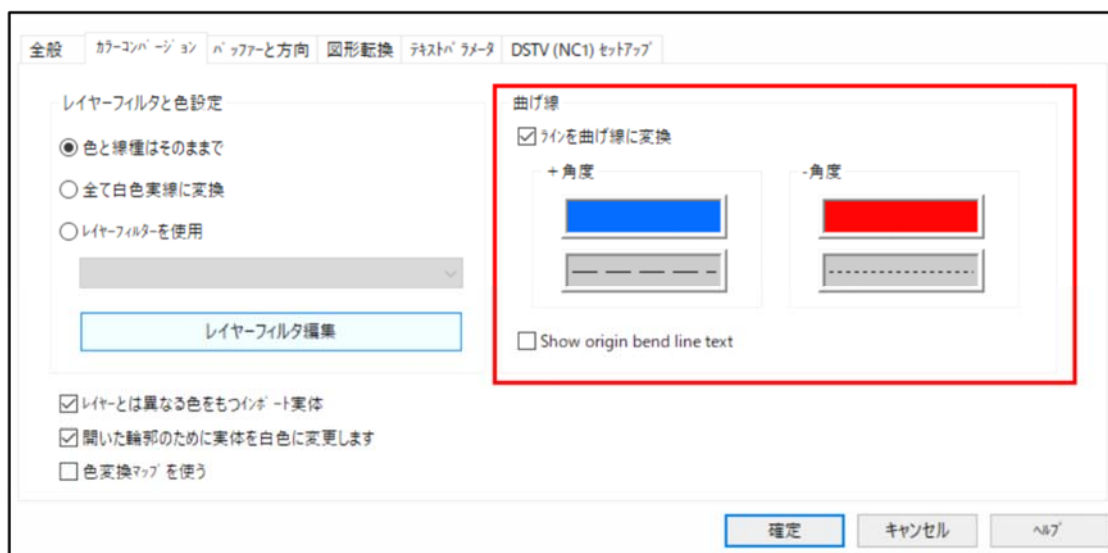 全般 ｶﾗｰｺﾝﾊﾞｰｼﾞｮﾝ ﾊﾞｯﾌｧｰと方向 図形転換 ﾃｷｽﾄﾊﾟﾗﾒｰﾀ DSTV (NC1) ｾｯﾄｱｯﾌﾟ
レイヤーフィルタと色設定
色と線種はそのままで
全て白色実線に変換
ﾚｲﾔｰﾌｨﾙﾀｰを使用
レイヤーフィルタ編集
ﾚｲﾔｰとは異なる色をもつｲﾝﾎﾟｰﾄ実体
開いた輪郭のために実体を白色に変更します
色変換ﾏｯﾌﾟを使う
曲げ線
ﾗｲﾝを曲げ線に変換
+角度 -角度
Show origin bend line text
確定 キャンセル ﾍﾙﾌﾟ